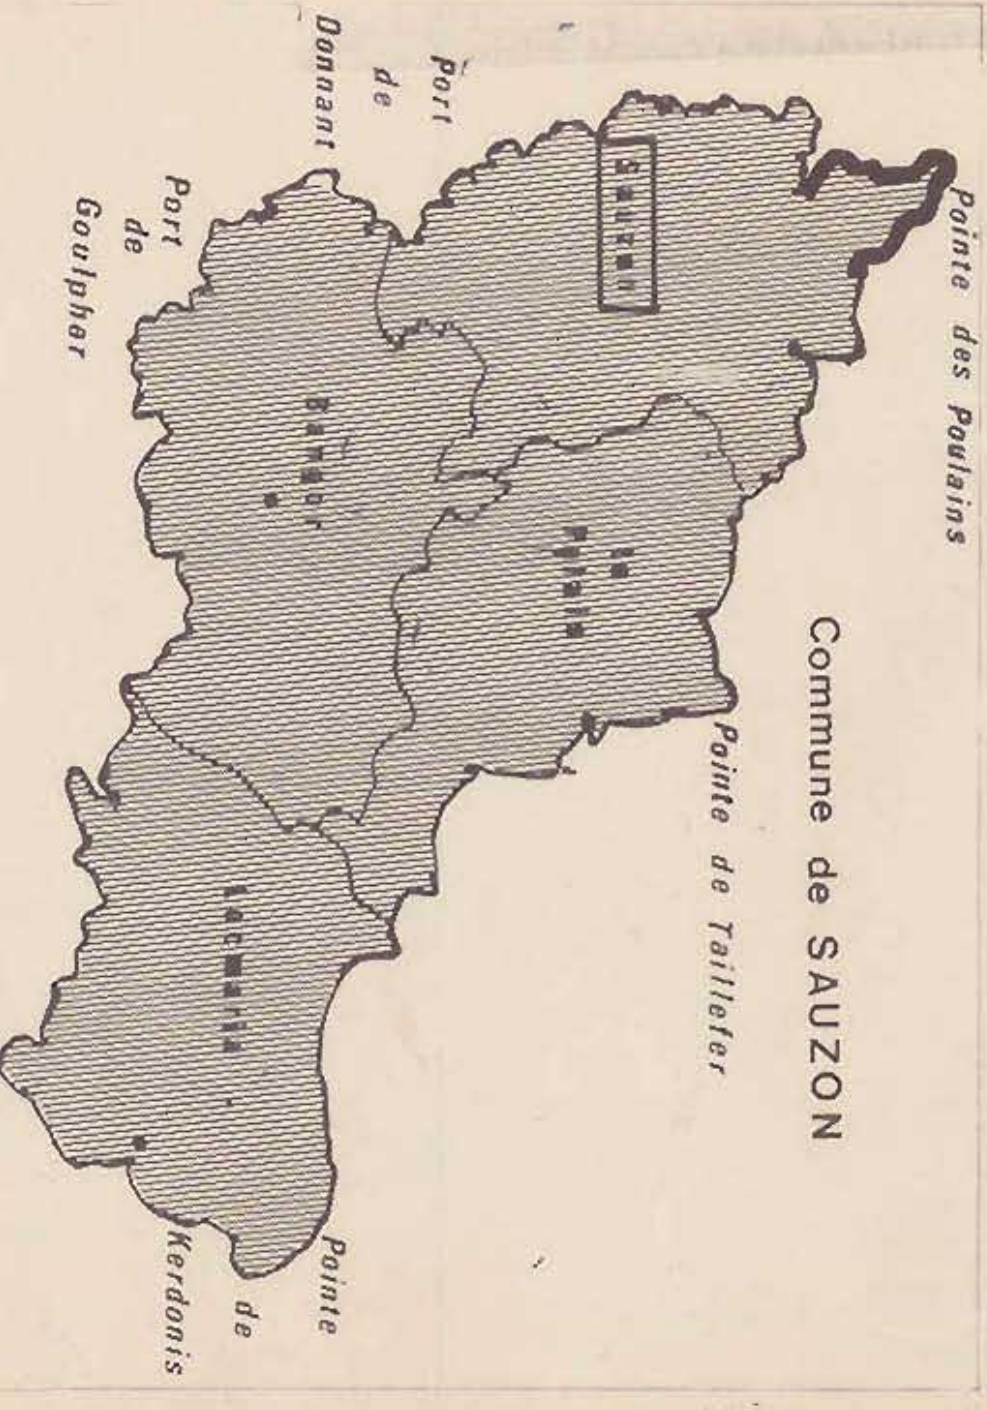 Commune de SAUZON
Pointe des Poulains
Pointe de Taillefer
Sauzon
Le
Palais
Port
de
Donnant
Bangor
Port
de
Goulphar
Locmaria
Pointe
de
Kerdonis